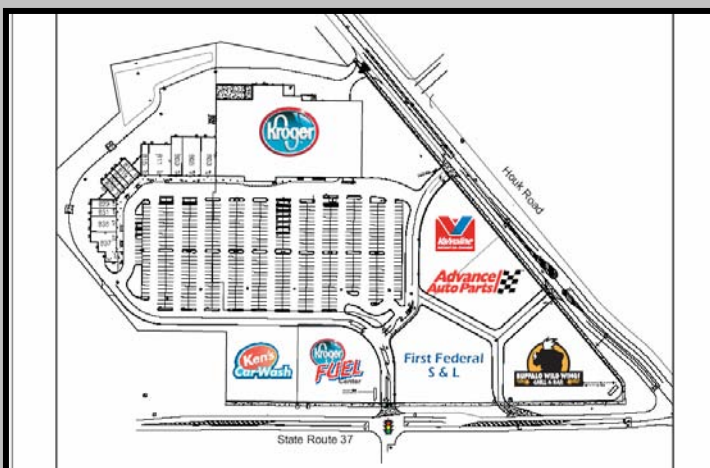 Kroger
Houk Road
Valvoline
Advance
Auto Parts
Ken's
Car Wash
Kroger
FUEL
Center
First Federal
S & L
BUFFALO WILD WINGS
GRILL & BAR
State Route 37